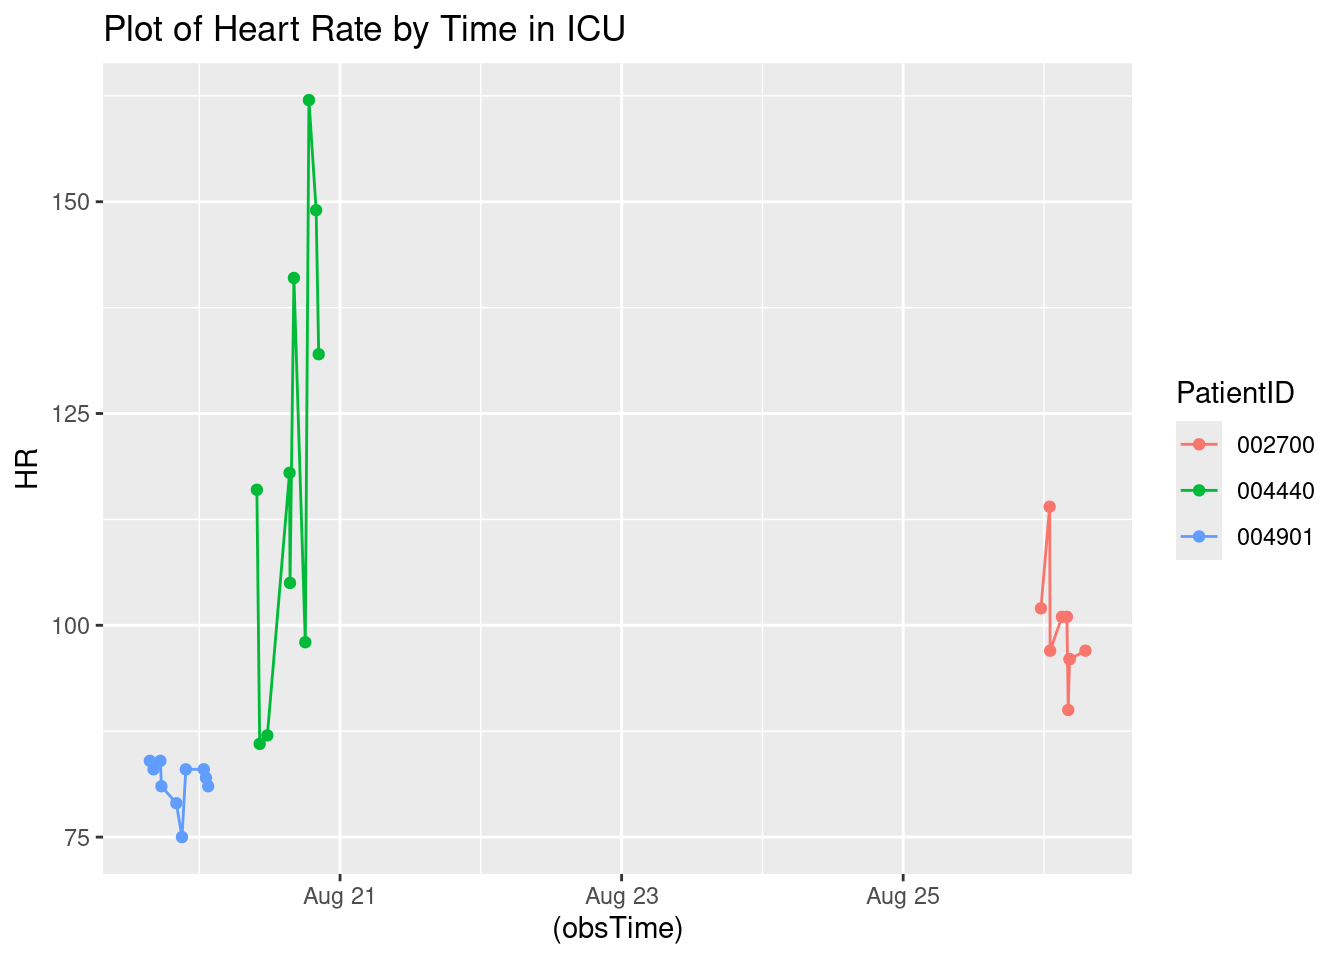 Plot of Heart Rate by Time in ICU
HR
150
125
100
75
Aug 21
Aug 23
Aug 25
(obsTime)
PatientID
002700
004440
004901